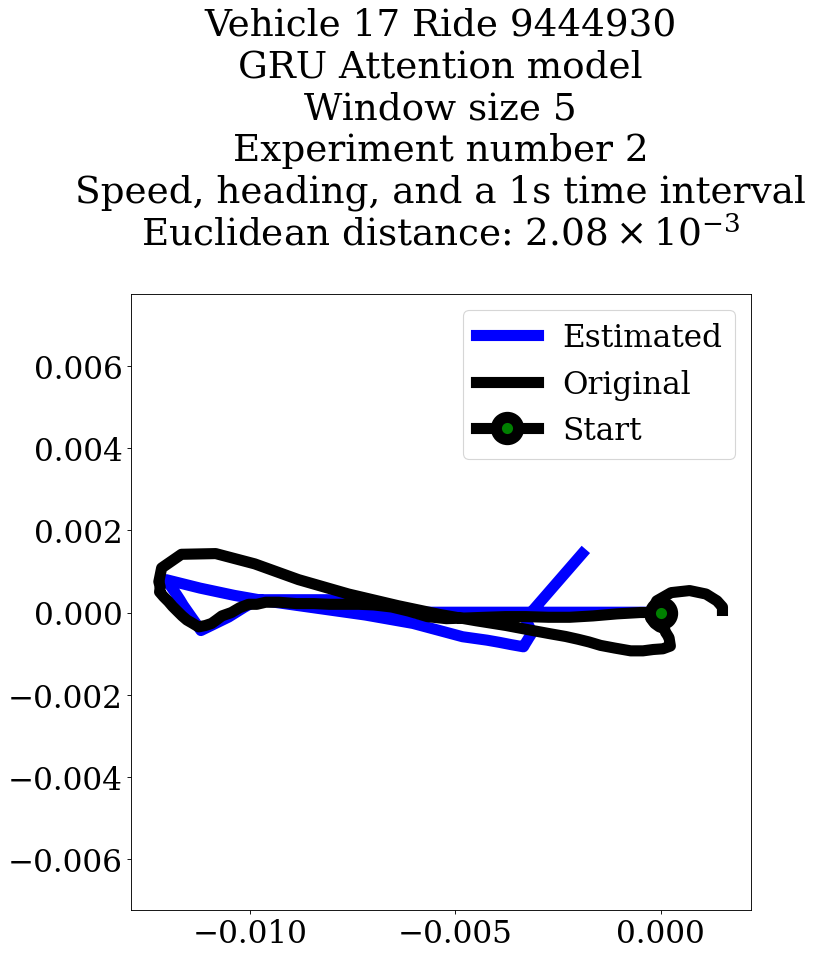 Vehicle 17 Ride 9444930
GRU Attention model
Window size 5
Experiment number 2
Speed, heading, and a 1s time interval
Euclidean distance: 2.08 × 10⁻³
Estimated
Original
Start
0.006
0.004
0.002
0.000
−0.002
−0.004
−0.006
−0.010
−0.005
0.000